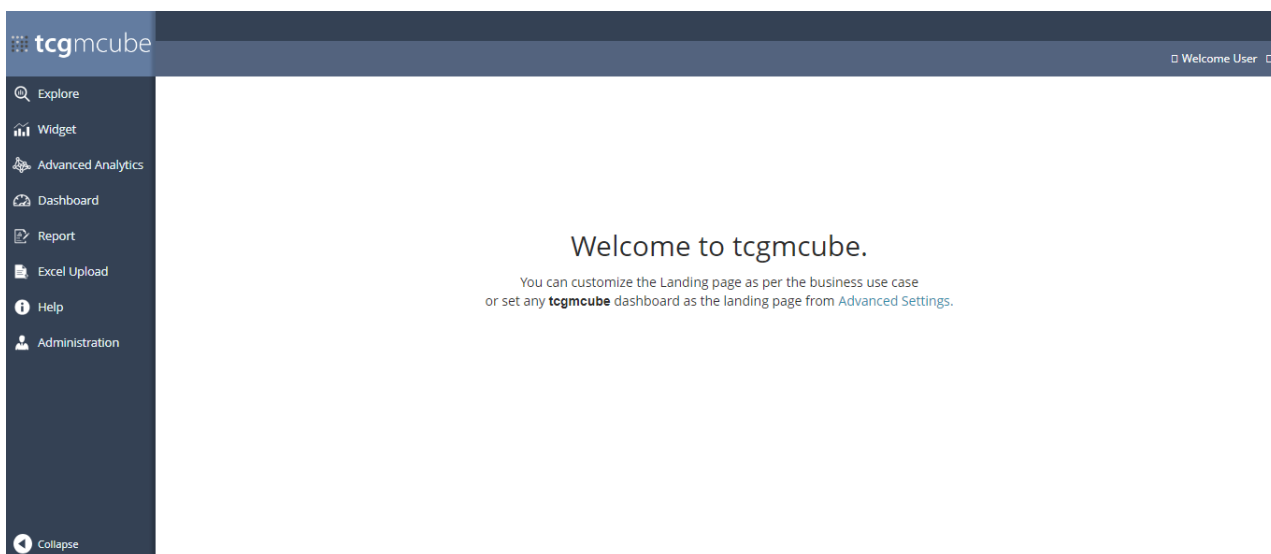 tcgmcube
Welcome User
Explore
Widget
Advanced Analytics
Dashboard
Report
Excel Upload
Help
Administration
Collapse
Welcome to tcgmcube.
You can customize the Landing page as per the business use case
or set any tcgmcube dashboard as the landing page from Advanced Settings.